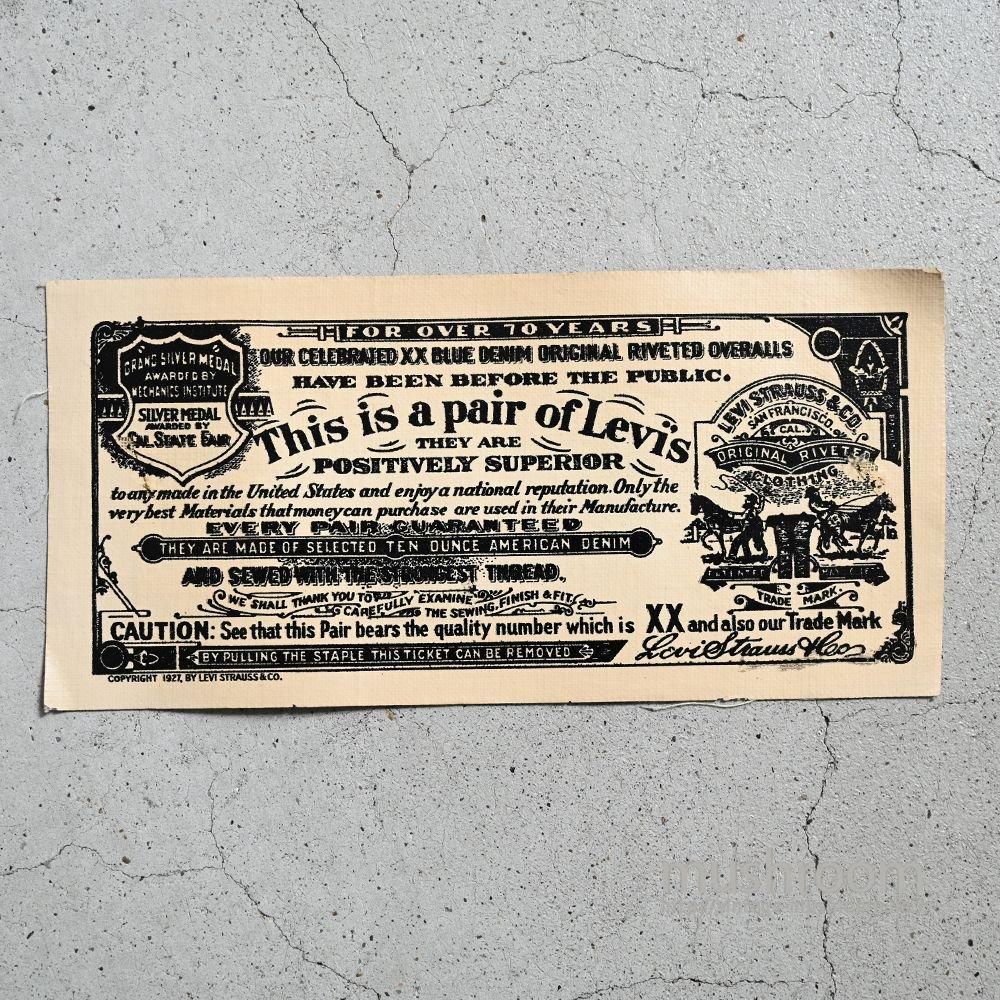 FOR OVER 70 YEARS
OUR CELEBRATED XX BLUE DENIM ORIGINAL RIVETED OVERALLS
HAVE BEEN BEFORE THE PUBLIC.
GRAND SILVER MEDAL
AWARDED BY
MECHANICS INSTITUTE
SILVER MEDAL
AWARDED BY
CAL. STATE FAIR
This is a pair of Levi's
THEY ARE
POSITIVELY SUPERIOR
to any made in the United States and enjoy a national reputation. Only the
very best Materials that money can purchase are used in their Manufacture.
EVERY PAIR GUARANTEED
THEY ARE MADE OF SELECTED TEN OUNCE AMERICAN DENIM
AND SEWED WITH THE STRONGEST THREAD.
WE SHALL THANK YOU TO CAREFULLY EXAMINE THE SEWING, FINISH & FIT.
LEVI STRAUSS & CO.
SAN FRANCISCO.
CAL.
ORIGINAL RIVETED
CLOTHING
TRADE MARK
CAUTION: See that this Pair bears the quality number which is XX and also our Trade Mark
Levi Strauss & Co
BY PULLING THE STAPLE THIS TICKET CAN BE REMOVED
COPYRIGHT 1927, BY LEVI STRAUSS & CO.
mushroom